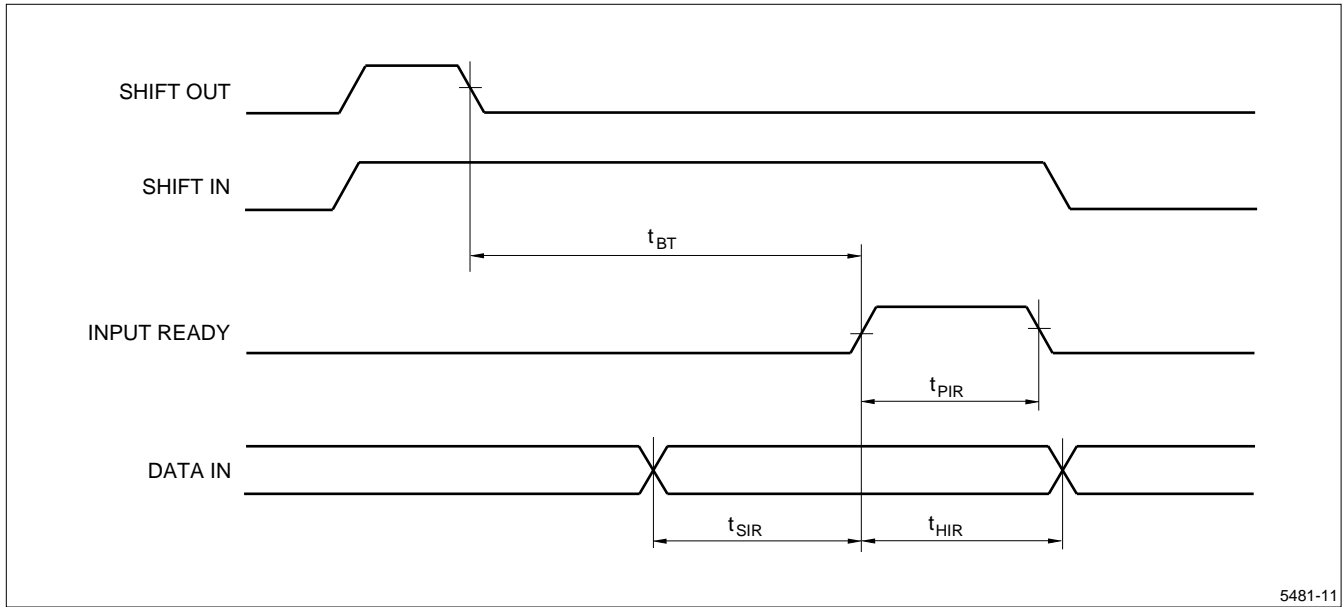 SHIFT OUT
SHIFT IN
tBT
INPUT READY
tPIR
DATA IN
tSIR
tHIR
5481-11